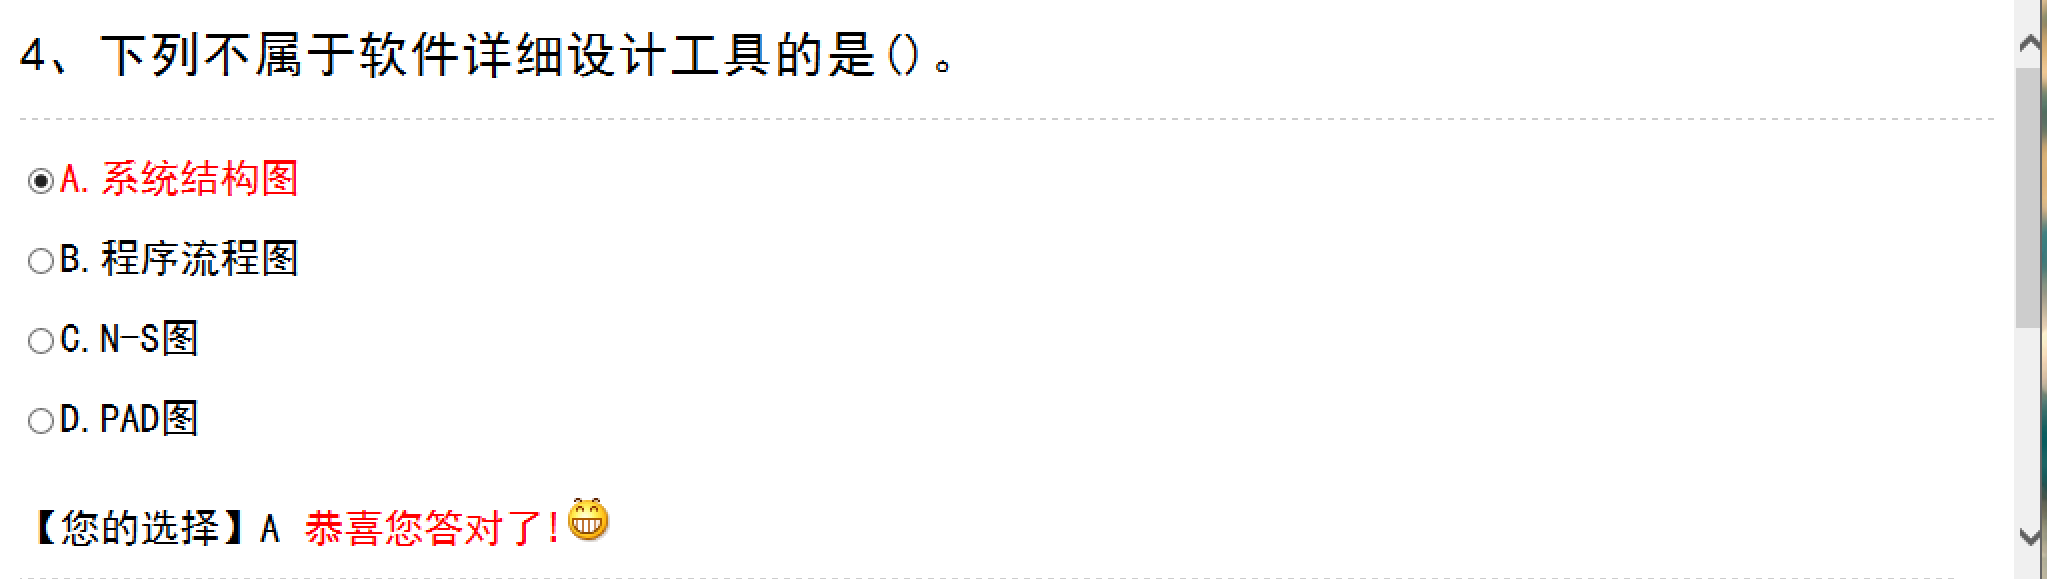 4、下列不属于软件详细设计工具的是()。
A.系统结构图
B.程序流程图
C.N-S图
D.PAD图
【您的选择】A 恭喜您答对了!